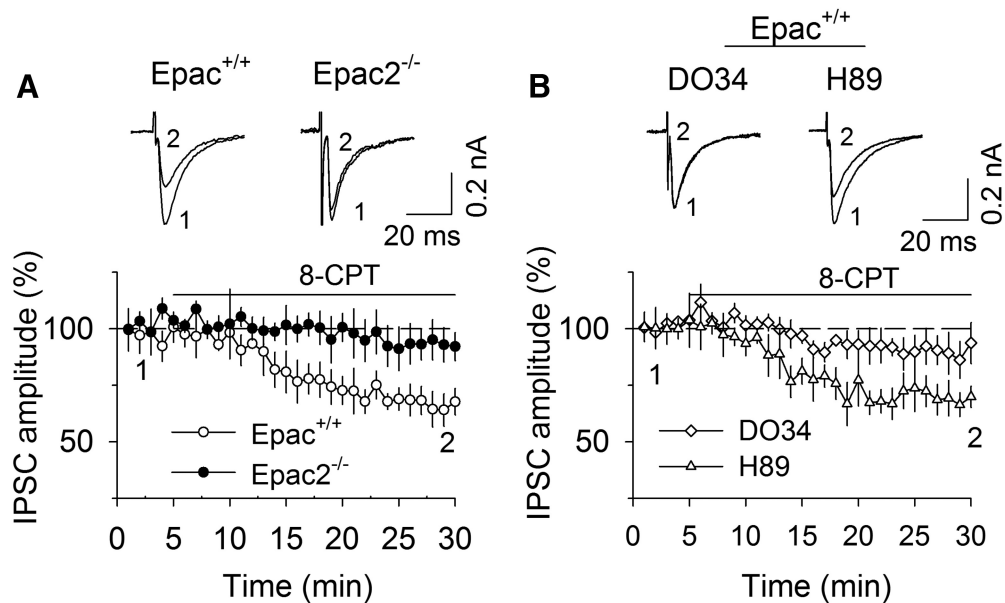 A
Epac+/+ Epac2-/-
2 2
1 1
0.2 nA
20 ms
IPSC amplitude (%)
8-CPT
100
1
50
Epac+/+
2
Epac2-/-
0 5 10 15 20 25 30
Time (min)
B
Epac+/+
DO34 H89
2 2
1 1
0.2 nA
20 ms
IPSC amplitude (%)
8-CPT
100
1
50
DO34
2
H89
0 5 10 15 20 25 30
Time (min)